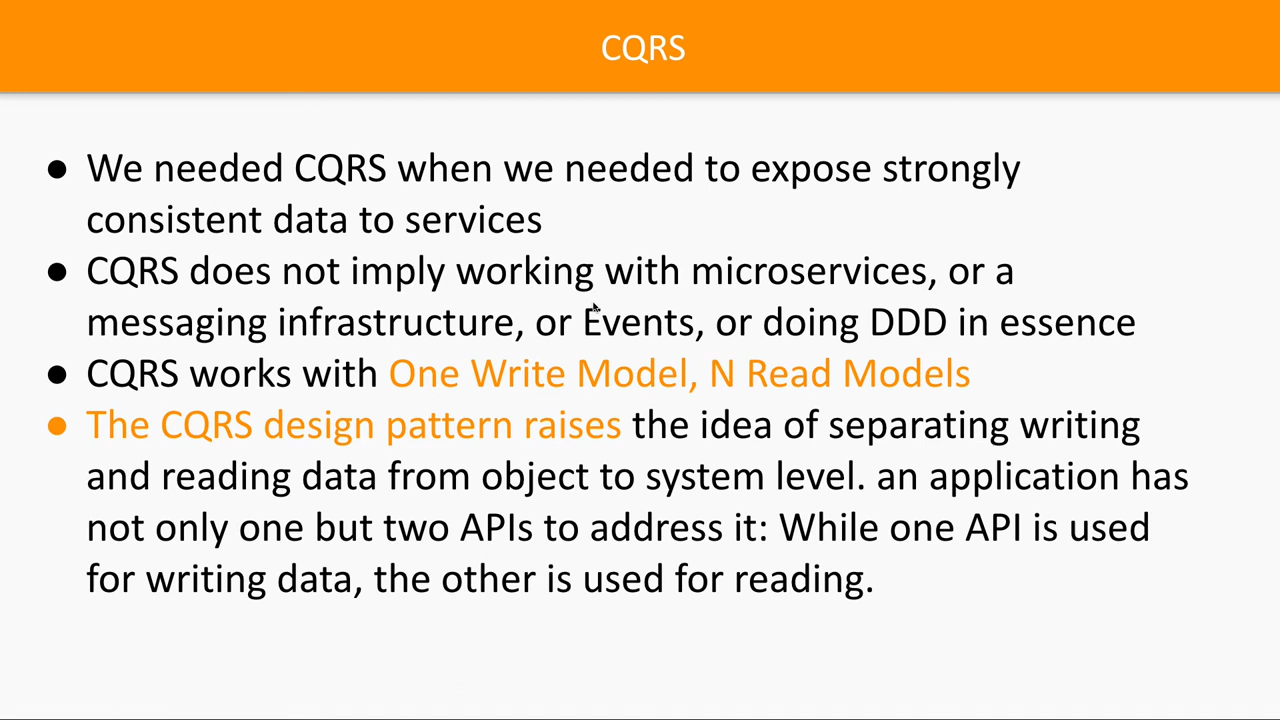 CQRS
● We needed CQRS when we needed to expose strongly
consistent data to services
● CQRS does not imply working with microservices, or a
messaging infrastructure, or Events, or doing DDD in essence
● CQRS works with One Write Model, N Read Models
● The CQRS design pattern raises the idea of separating writing
and reading data from object to system level. an application has
not only one but two APIs to address it: While one API is used
for writing data, the other is used for reading.